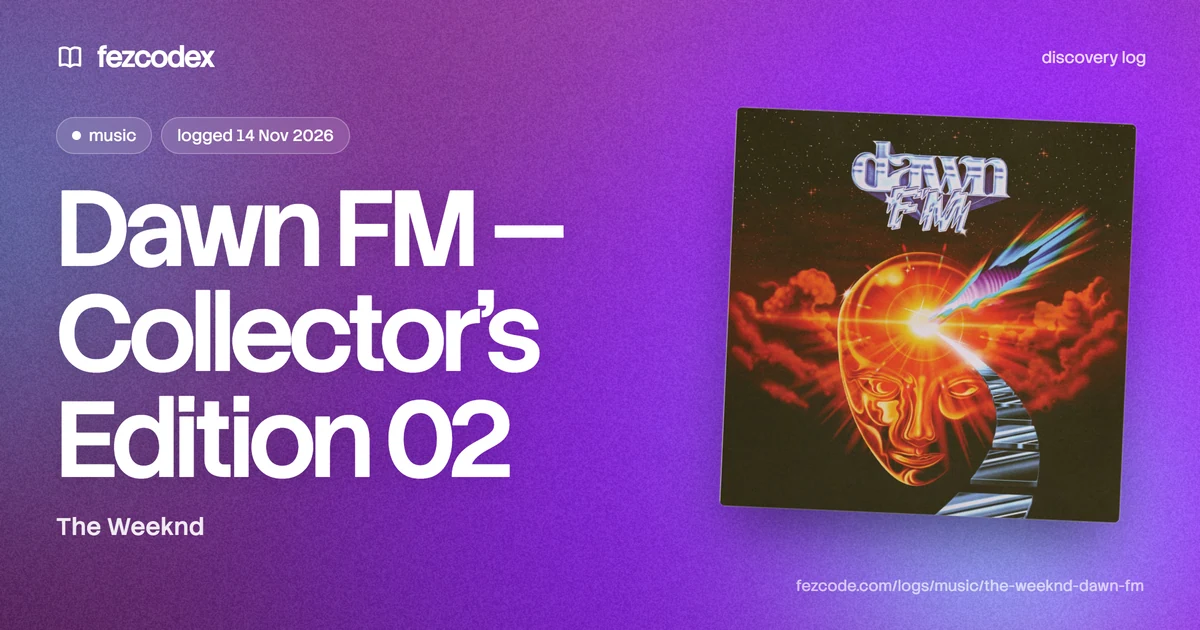 fezcodex
discovery log
music
logged 14 Nov 2026
Dawn FM —
Collector’s
Edition 02
The Weeknd
dawn
FM
fezcode.com/logs/music/the-weeknd-dawn-fm